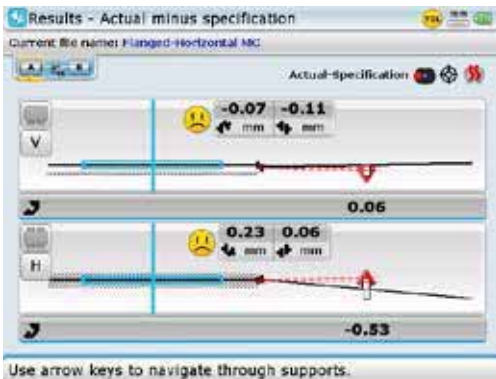 Results - Actual minus specification
Current file name: Flanged-Horizontal MC
Actual-Specification
-0.07 -0.11
V mm mm
0.06
0.23 0.06
H mm mm
-0.53
Use arrow keys to navigate through supports.